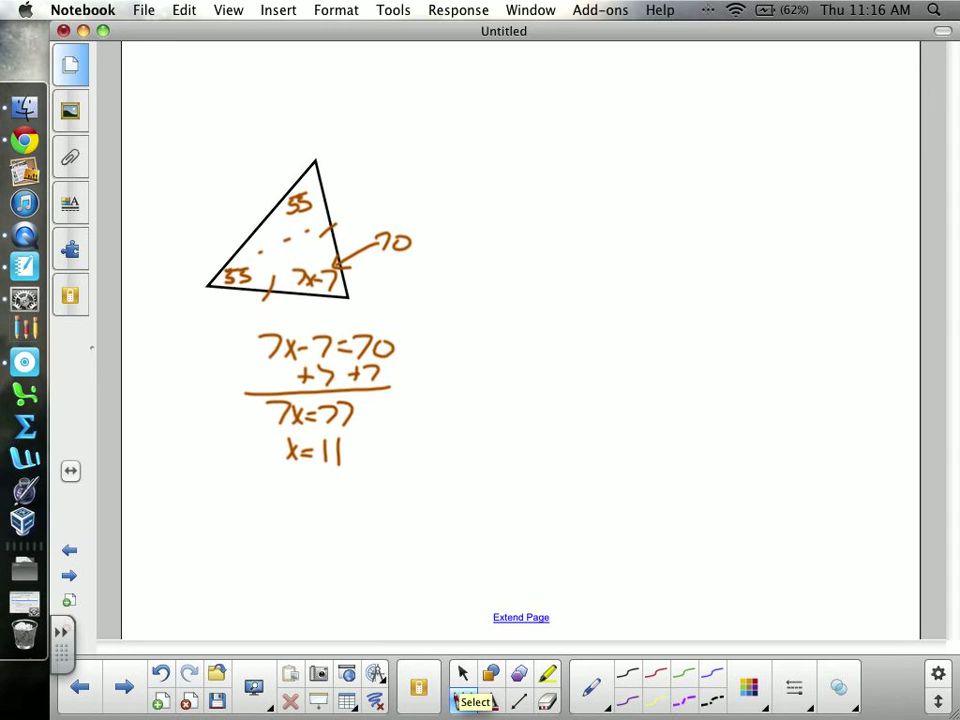 Notebook File Edit View Insert Format Tools Response Window Add-ons Help ... (62%) Thu 11:16 AM
Untitled
55
70
55 7x-7
7x-7=70
+7 +7
7x=77
x=11
Extend Page
Select